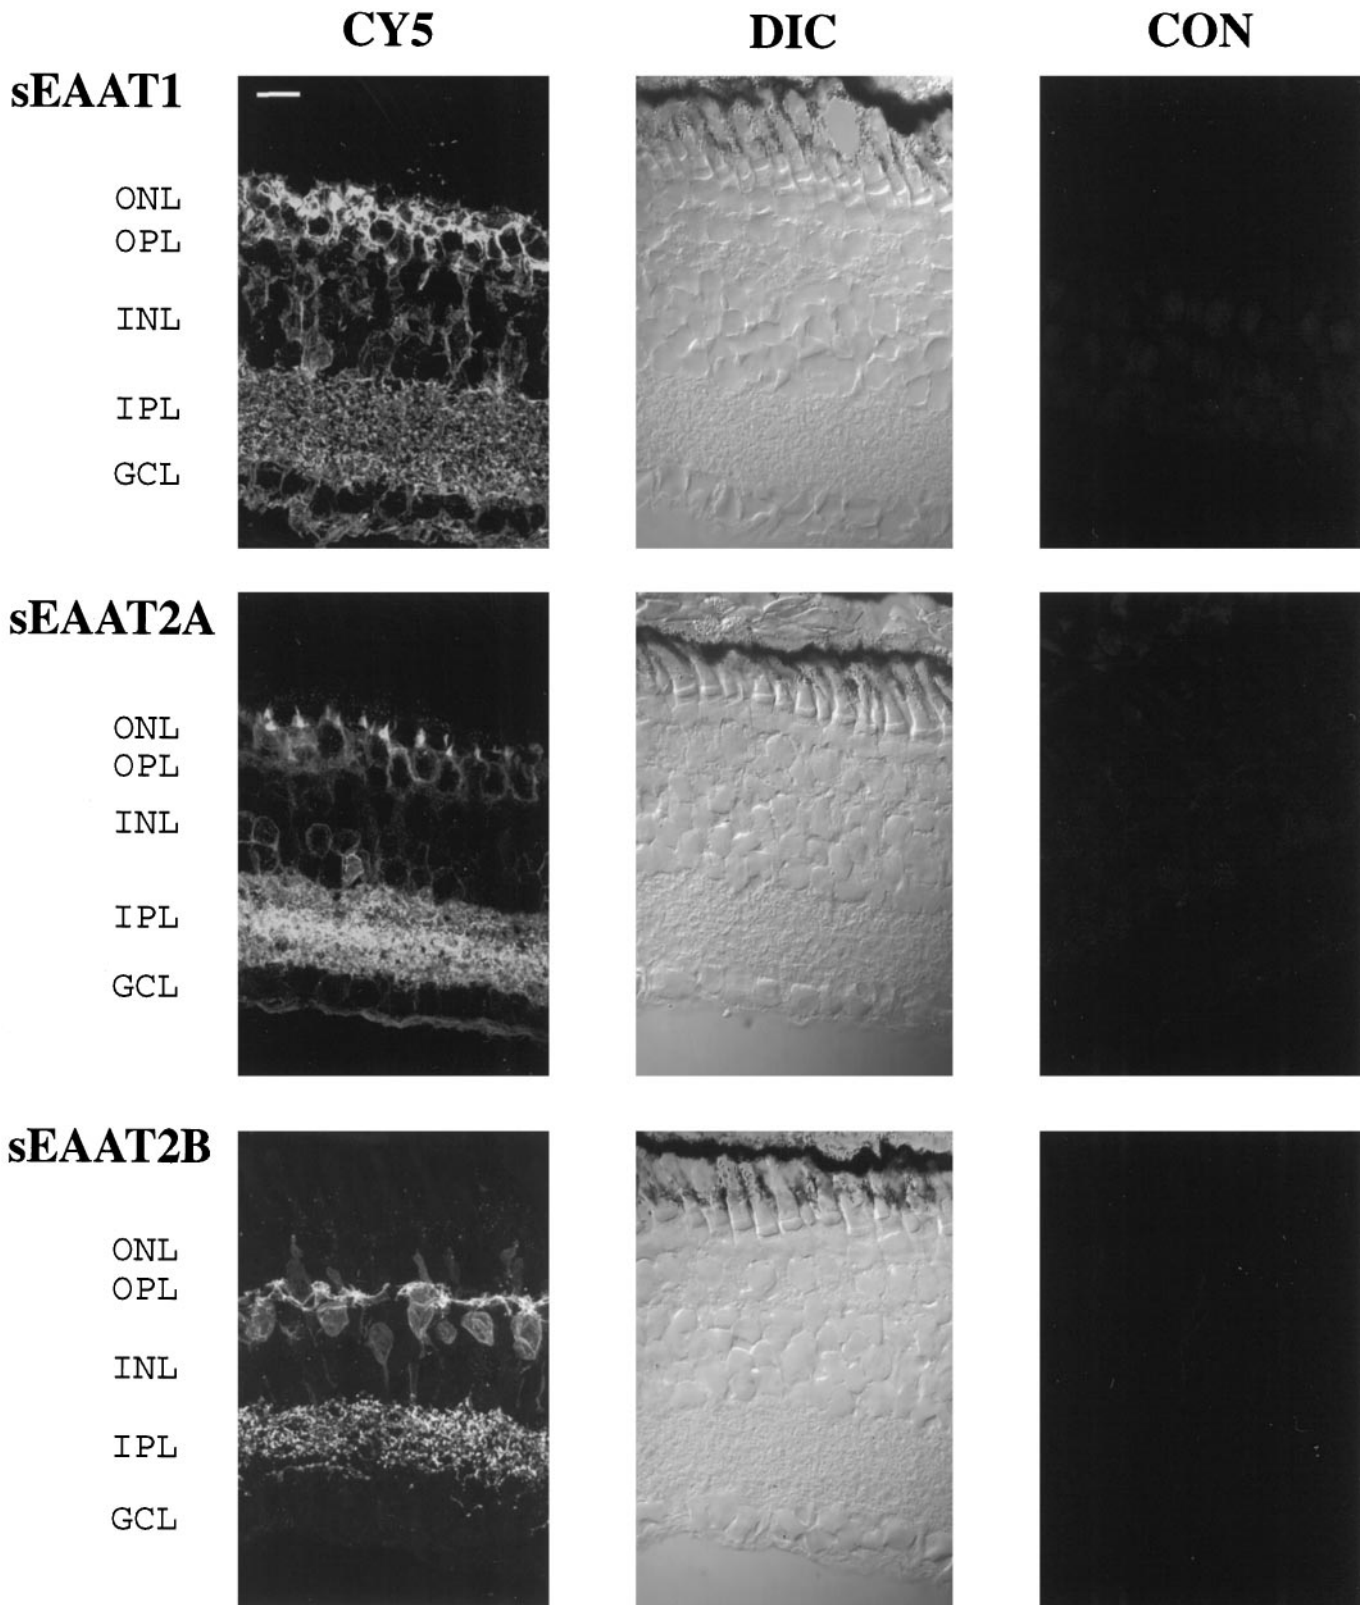 CY5 DIC CON
sEAAT1
ONL
OPL
INL
IPL
GCL
sEAAT2A
ONL
OPL
INL
IPL
GCL
sEAAT2B
ONL
OPL
INL
IPL
GCL